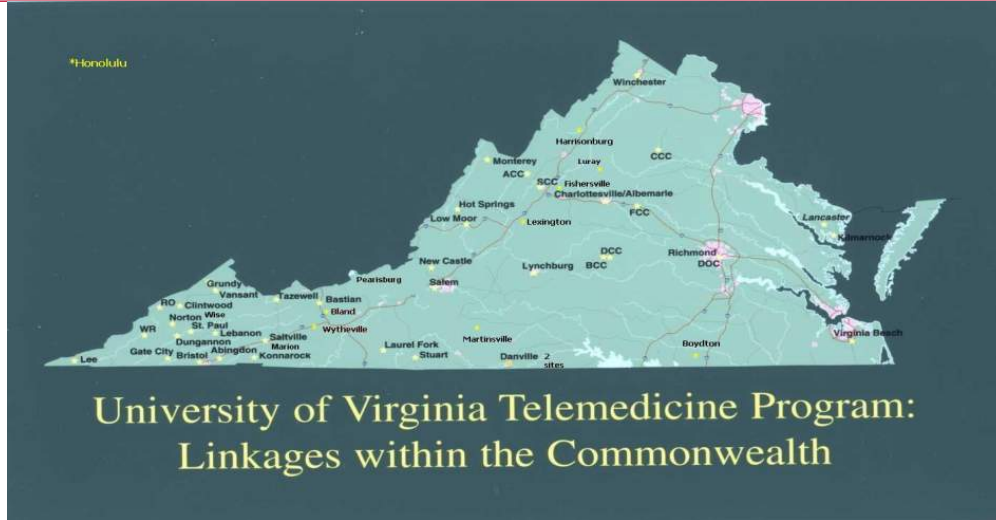 *Honolulu
Winchester
Harrisonburg
Monterey
Luray
CCC
ACC
SCC
Fishersville
Charlottesville/Albemarle
Hot Springs
FCC
Lancaster
Low Moor
Lexington
Kilmarnock
New Castle
DCC
Richmond
Lynchburg
BCC
DOC
Pearisburg
Salem
Grundy
Vansant
Tazewell
Bastian
RO
Clintwood
Bland
Norton Wise
WR
St. Paul
Lebanon
Wytheville
Virginia Beach
Dungannon
Saltville
Martinsville
Gate City
Marion
Laurel Fork
Boydton
Bristol
Abingdon
Konnarock
Stuart
Danville 2
sites
Lee
University of Virginia Telemedicine Program:
Linkages within the Commonwealth